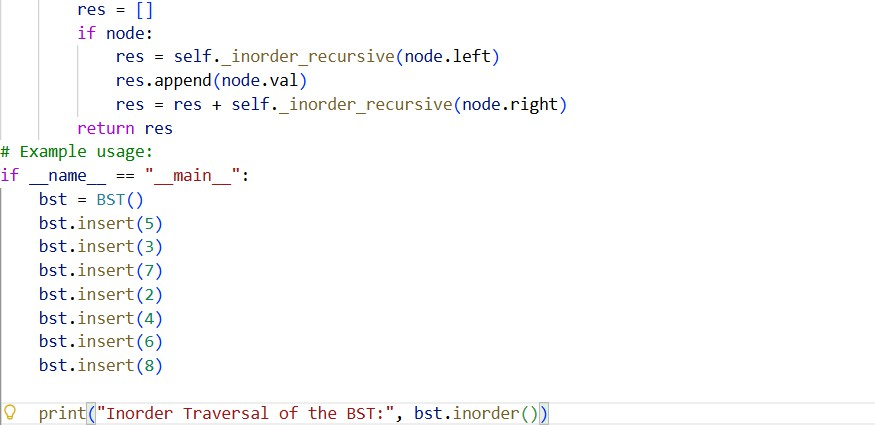 res = []
        if node:
            res = self._inorder_recursive(node.left)
            res.append(node.val)
            res = res + self._inorder_recursive(node.right)
        return res
# Example usage:
if __name__ == "__main__":
    bst = BST()
    bst.insert(5)
    bst.insert(3)
    bst.insert(7)
    bst.insert(2)
    bst.insert(4)
    bst.insert(6)
    bst.insert(8)

    print("Inorder Traversal of the BST:", bst.inorder())